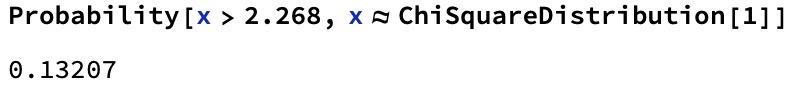 Probability[x > 2.268, x ≈ ChiSquareDistribution[1]]
0.13207